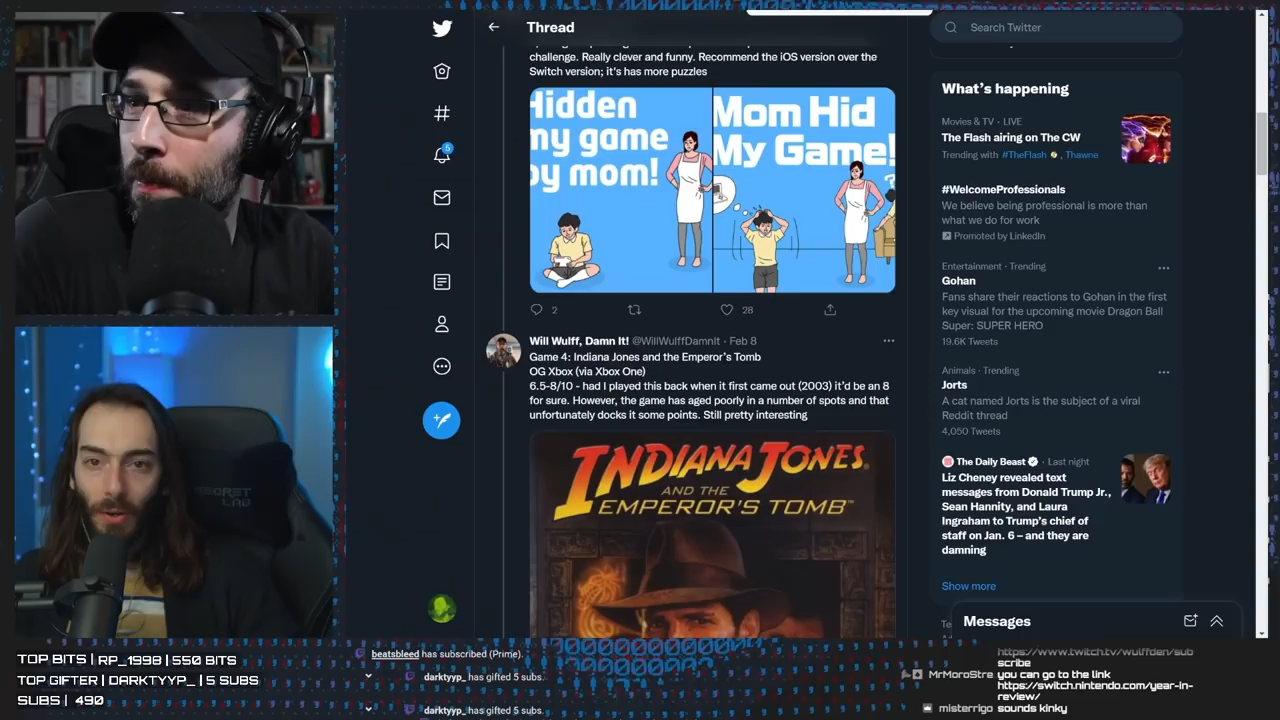 Thread
challenge. Really clever and funny. Recommend the iOS version over the
Switch version; it's has more puzzles
Hidden
my game
by mom!
Mom Hid
My Game!
2
28
Will Wulff, Damn It! @WillWulffDamnIt · Feb 8
Game 4: Indiana Jones and the Emperor's Tomb
OG Xbox (via Xbox One)
6.5-8/10 - had I played this back when it first came out (2003) it'd be an 8
for sure. However, the game has aged poorly in a number of spots and that
unfortunately docks it some points. Still pretty interesting
INDIANA JONES
AND THE
EMPEROR'S TOMB™
5
Search Twitter
What's happening
Movies & TV · LIVE
The Flash airing on The CW
Trending with #TheFlash , Thawne
#WelcomeProfessionals
We believe being professional is more than
what we do for work
Promoted by LinkedIn
Entertainment · Trending
Gohan
Fans share their reactions to Gohan in the first
key visual for the upcoming movie Dragon Ball
Super: SUPER HERO
19.6K Tweets
Animals · Trending
Jorts
A cat named Jorts is the subject of a viral
Reddit thread
4,050 Tweets
The Daily Beast · Last night
Liz Cheney revealed text
messages from Donald Trump Jr.,
Sean Hannity, and Laura
Ingraham to Trump's chief of
staff on Jan. 6 – and they are
damning
Show more
Messages
SECRET
LAB
TOP BITS | RP_1998 | 550 BITS
TOP GIFTER | DARKTYYP_ | 5 SUBS
SUBS | 490
beatsbleed has subscribed (Prime).
darktyyp_ has gifted 5 subs.
darktyyp_ has gifted 5 subs.
https://www.twitch.tv/wulffden/sub
scribe
MrMoroStre you can go to the link
https://switch.nintendo.com/year-in-
review/
misterrigo sounds kinky